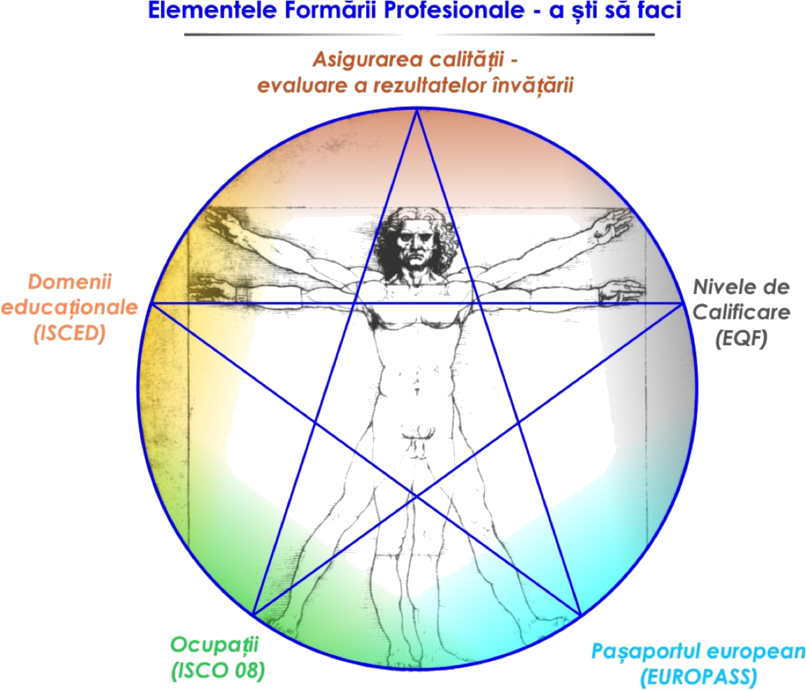 Elementele Formării Profesionale - a ști să faci
Asigurarea calității -
evaluare a rezultatelor învățării
Domenii
educaționale
(ISCED)
Nivele de
Calificare
(EQF)
Ocupații
(ISCO 08)
Pașaportul european
(EUROPASS)